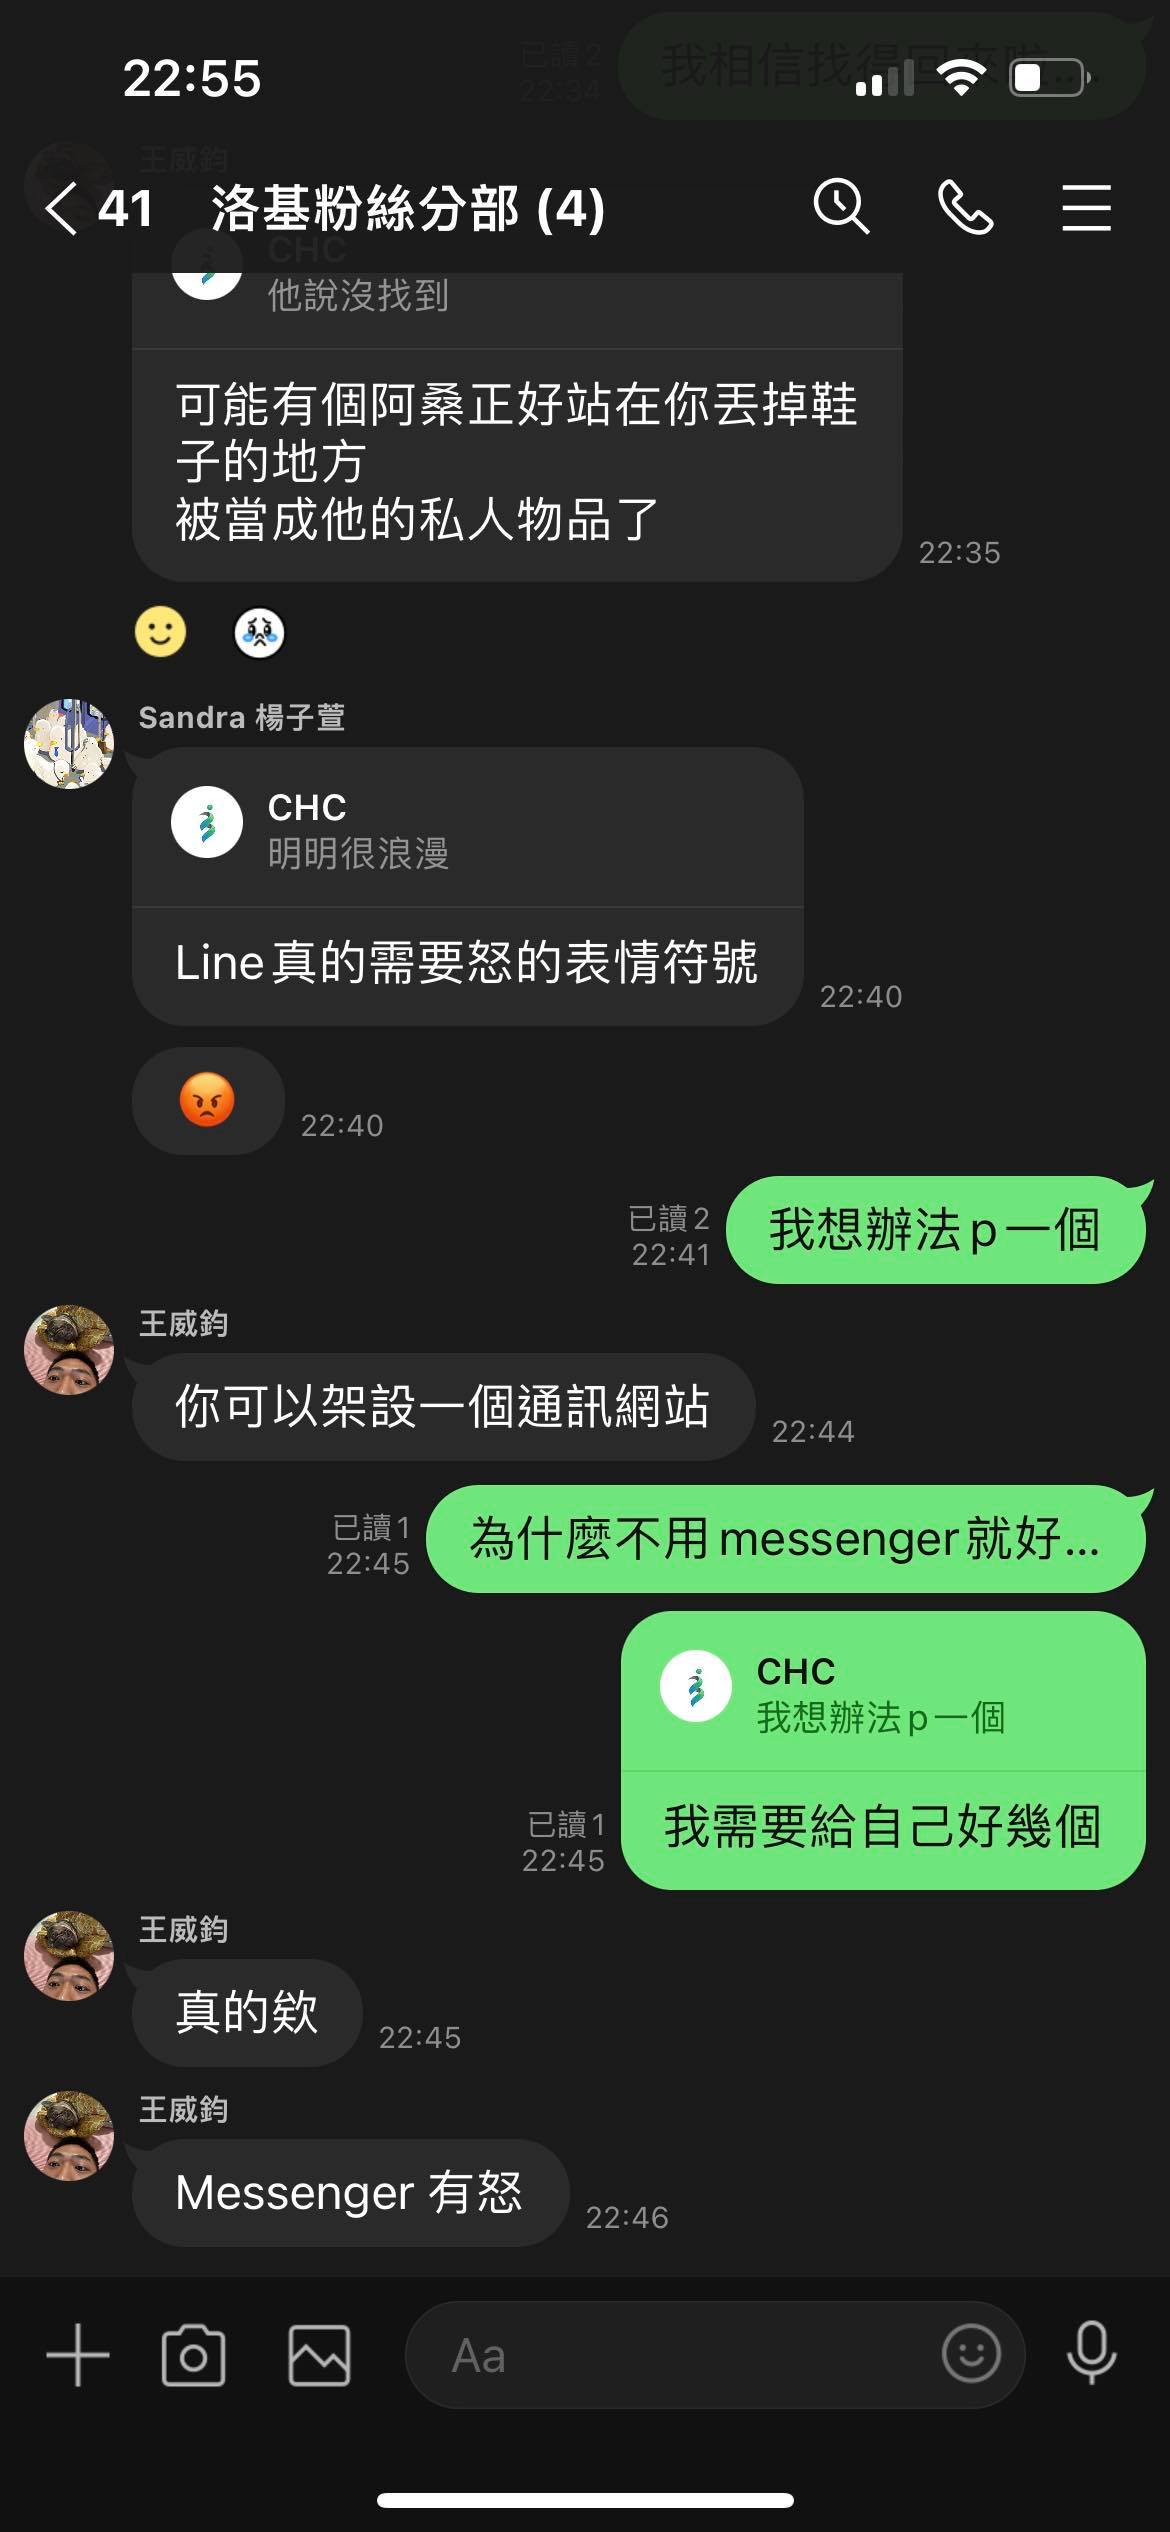 已讀2
22:34
我相信找得回來啦...
22:55
王威鈞
41
洛基粉絲分部 (4)
CHC
他說沒找到
可能有個阿桑正好站在你丟掉鞋
子的地方
被當成他的私人物品了
22:35
Sandra 楊子萱
CHC
明明很浪漫
Line真的需要怒的表情符號
22:40
😡
22:40
已讀2
22:41
我想辦法p一個
王威鈞
你可以架設一個通訊網站
22:44
已讀1
22:45
為什麼不用messenger就好...
CHC
我想辦法p一個
已讀1
22:45
我需要給自己好幾個
王威鈞
真的欸
22:45
王威鈞
Messenger 有怒
22:46
Aa